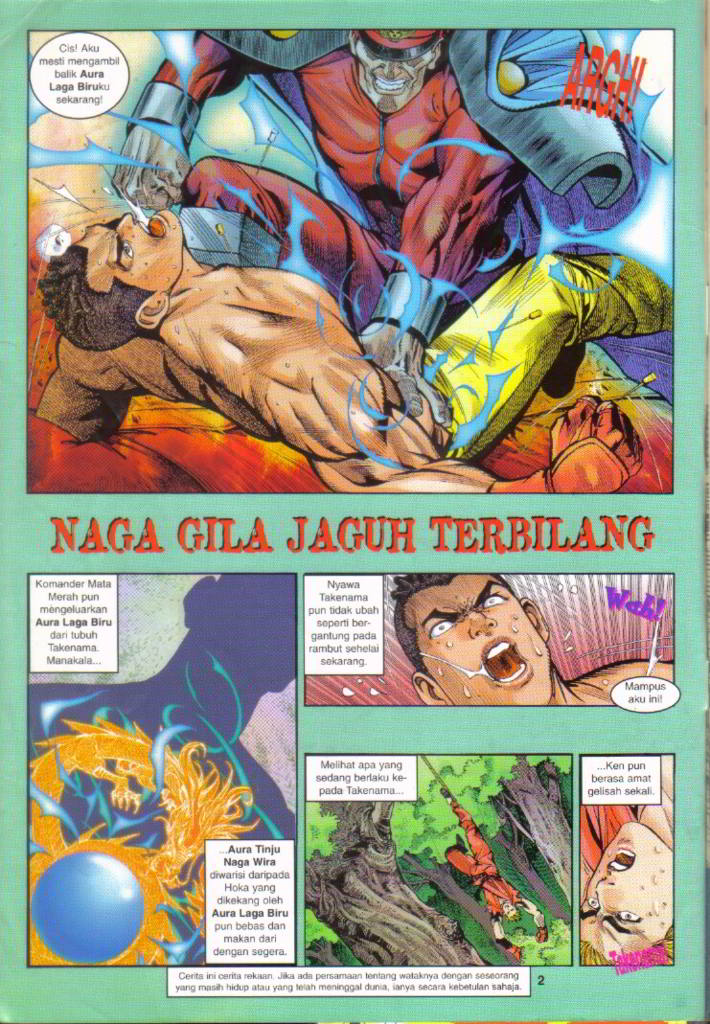 Cis! Aku
mesti mengambil
balik Aura
Laga Biruku
sekarang!
ARGH!
NAGA GILA JAGUH TERBILANG
Komander Mata
Merah pun
mengeluarkan
Aura Laga Biru
dari tubuh
Takenama.
Manakala...
...Aura Tinju
Naga Wira
diwarisi daripada
Hoka yang
dikekang oleh
Aura Laga Biru
pun bebas dan
makan dari
dengan segera.
Nyawa
Takenama
pun tidak ubah
seperti ber-
gantung pada
rambut sehelai
sekarang.
Wah!
Mampus
aku ini!
Melihat apa yang
sedang berlaku ke-
pada Takenama...
...Ken pun
berasa amat
gelisah sekali.
Takenama!
Cerita ini cerita rekaan. Jika ada persamaan tentang wataknya dengan seseorang
yang masih hidup atau yang telah meninggal dunia, ianya secara kebetulan sahaja.
2